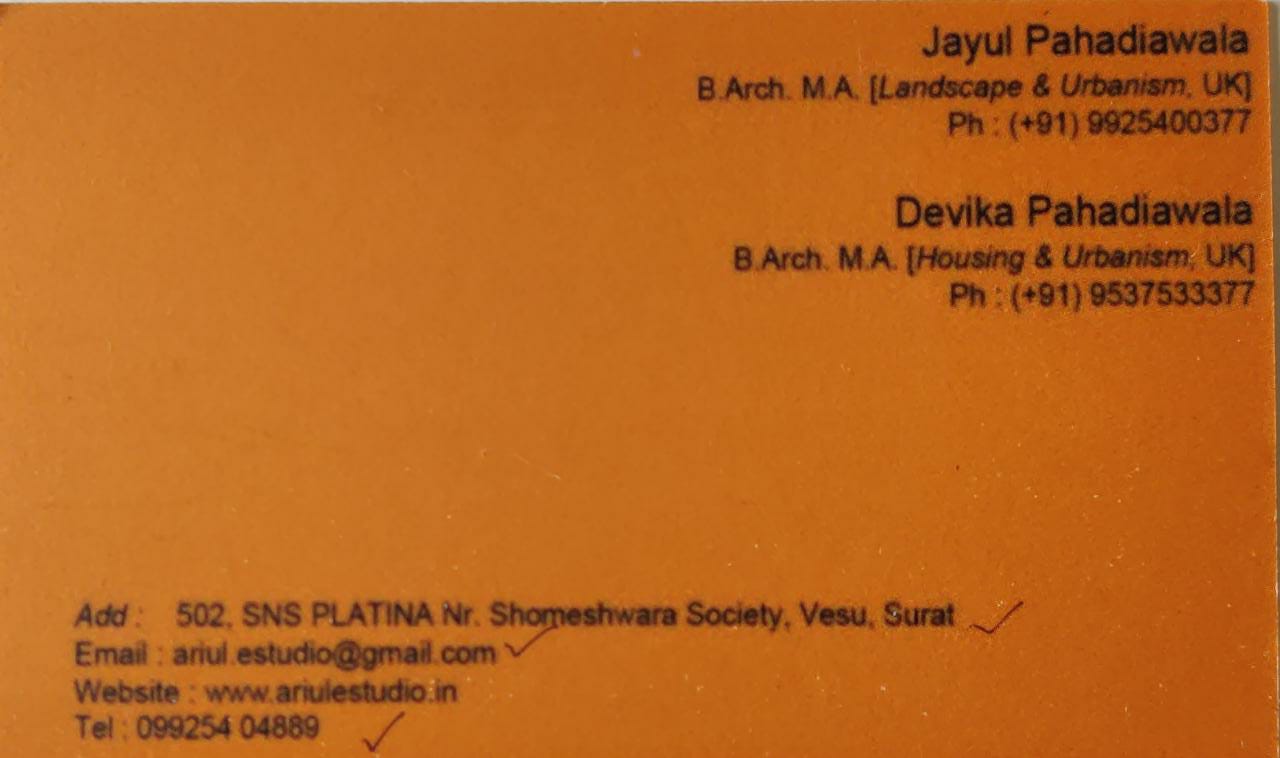 Jayul Pahadiawala
B.Arch. M.A. [Landscape & Urbanism, UK]
Ph : (+91) 9925400377
Devika Pahadiawala
B.Arch. M.A. [Housing & Urbanism, UK]
Ph : (+91) 9537533377
Add : 502, SNS PLATINA Nr. Shomeshwara Society, Vesu, Surat
Email : ariul.estudio@gmail.com
Website : www.ariulestudio.in
Tel : 099254 04889